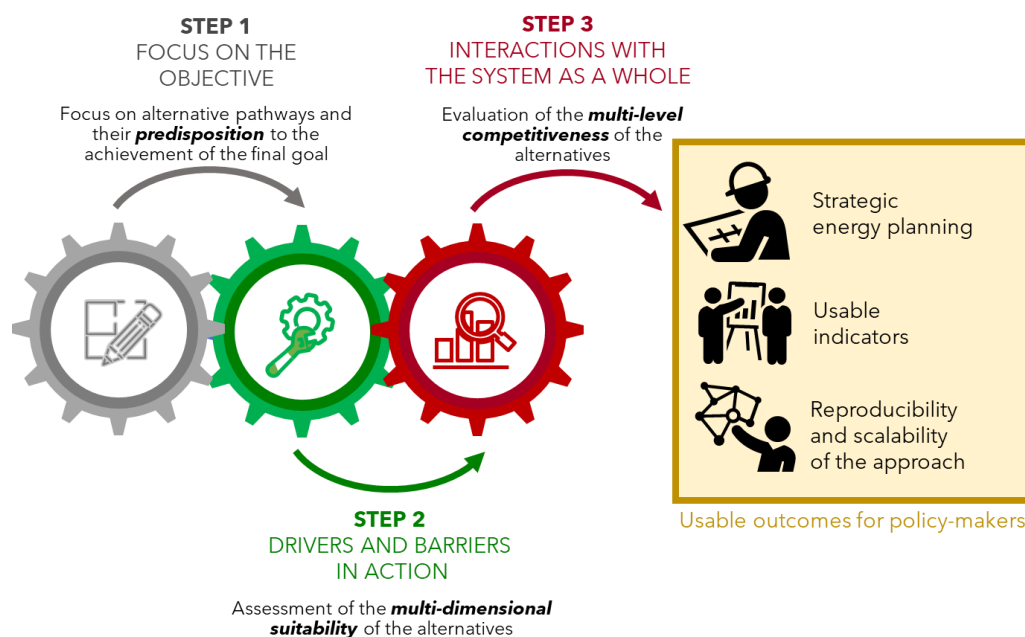 STEP 1
FOCUS ON THE
OBJECTIVE
Focus on alternative pathways and
their predisposition to the
achievement of the final goal
STEP 3
INTERACTIONS WITH
THE SYSTEM AS A WHOLE
Evaluation of the multi-level
competitiveness of the
alternatives
Strategic
energy planning
Usable
indicators
Reproducibility
and scalability
of the approach
Usable outcomes for policy-makers
STEP 2
DRIVERS AND BARRIERS
IN ACTION
Assessment of the multi-dimensional
suitability of the alternatives